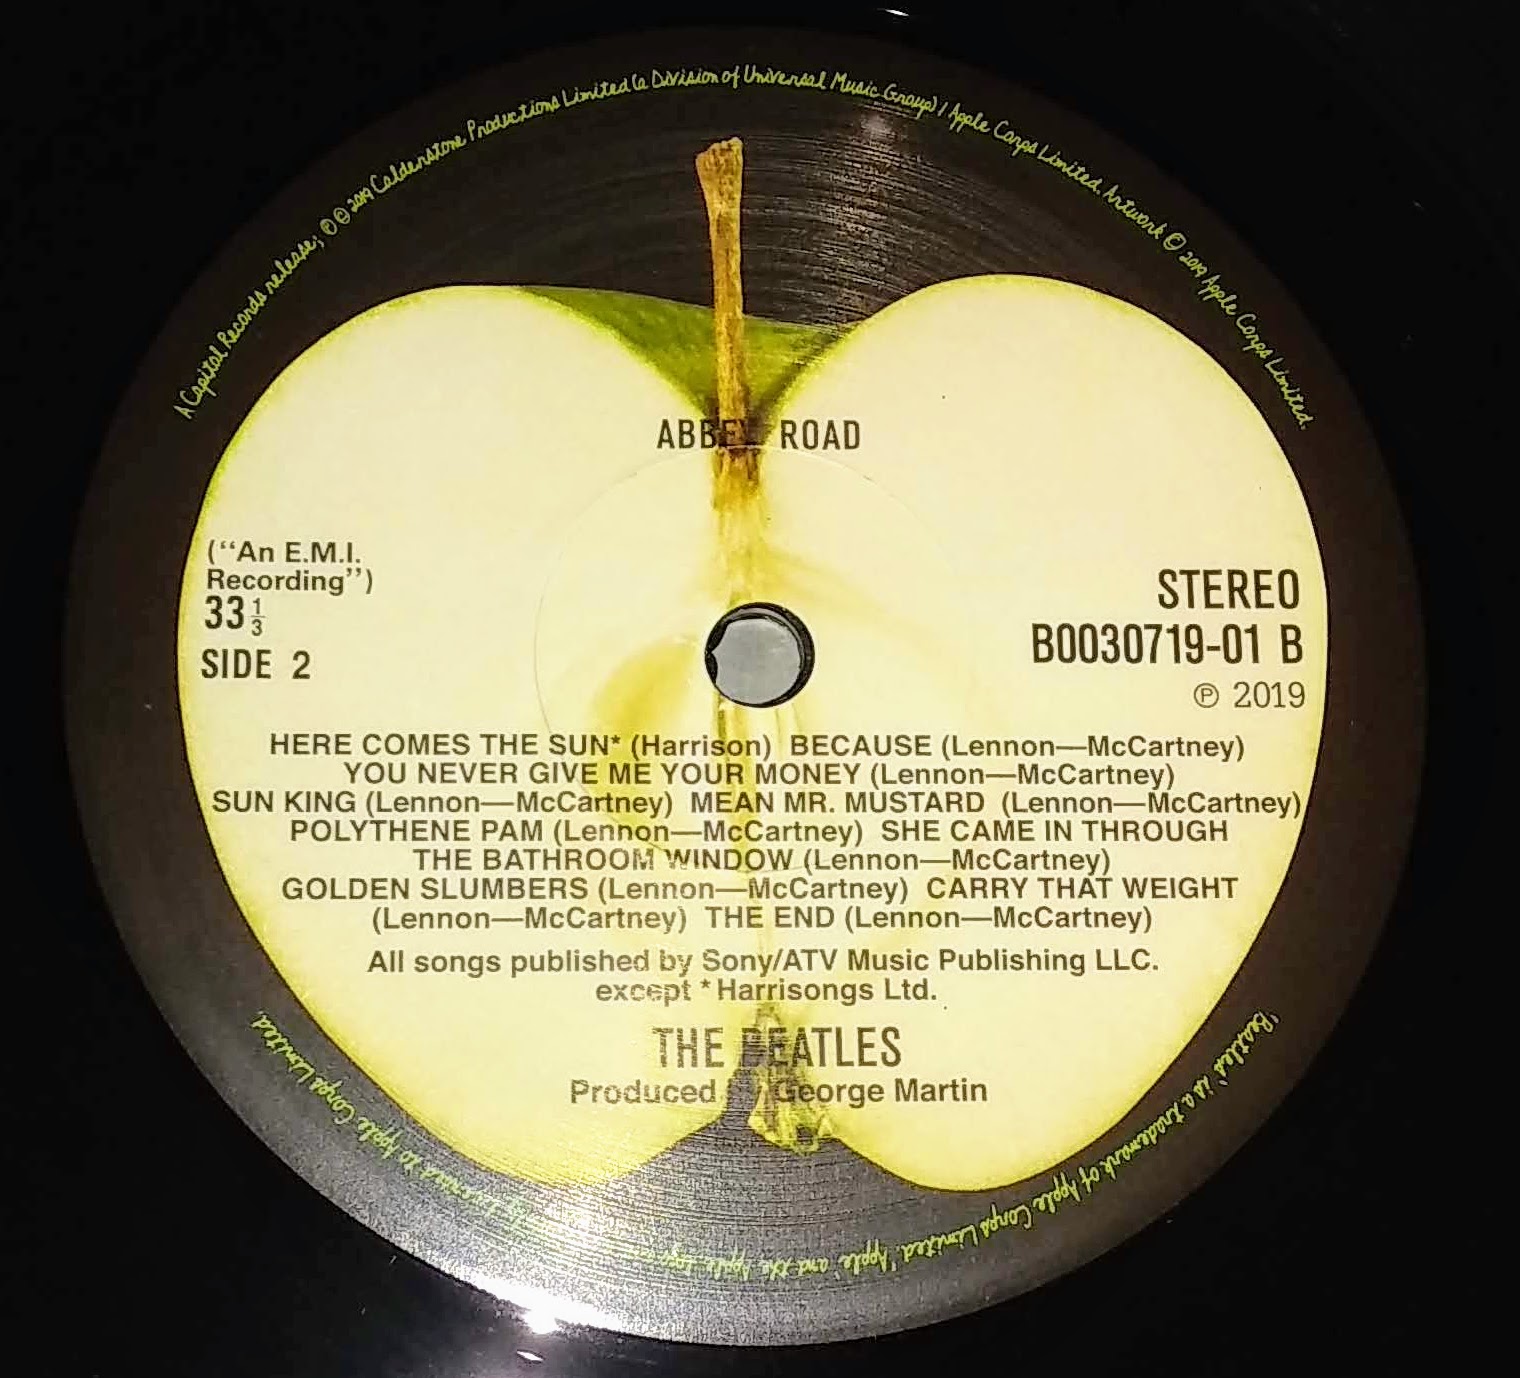 A Capitol Records release; ℗ © 2019 Calderstone Productions Limited (a Division of Universal Music Group) / Apple Corps Limited. Artwork © 2019 Apple Corps Limited.
ABBEY ROAD
("An E.M.I.
Recording")
33 1/3
SIDE 2
STEREO
B0030719-01 B
℗ 2019
HERE COMES THE SUN* (Harrison) BECAUSE (Lennon—McCartney)
YOU NEVER GIVE ME YOUR MONEY (Lennon—McCartney)
SUN KING (Lennon—McCartney) MEAN MR. MUSTARD (Lennon—McCartney)
POLYTHENE PAM (Lennon—McCartney) SHE CAME IN THROUGH
THE BATHROOM WINDOW (Lennon—McCartney)
GOLDEN SLUMBERS (Lennon—McCartney) CARRY THAT WEIGHT
(Lennon—McCartney) THE END (Lennon—McCartney)
All songs published by Sony/ATV Music Publishing LLC.
except *Harrisongs Ltd.
THE BEATLES
Produced by George Martin
'Beatles' is a trademark of Apple Corps Limited. 'Apple' and the Apple logo to Apple Corps Limited.